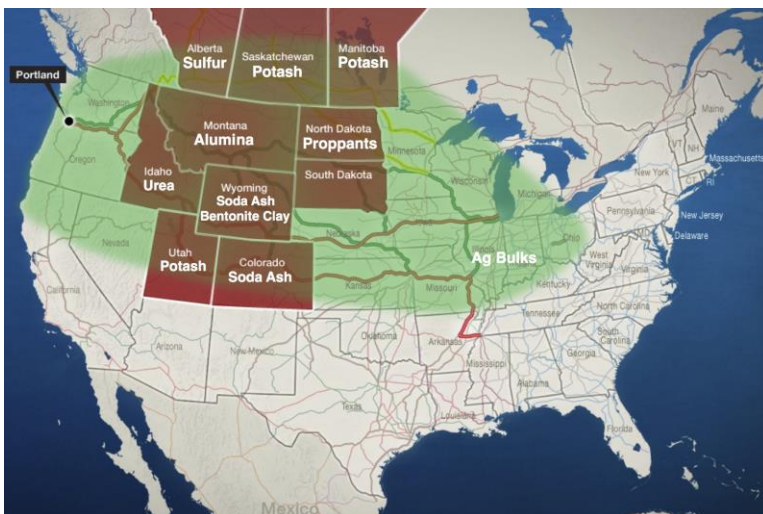 Alberta
Sulfur
Saskatchewan
Potash
Manitoba
Potash
Portland
Washington
Montana
Alumina
North Dakota
Proppants
Minnesota
Maine
VT
NH
Massachusetts
Oregon
Idaho
Urea
South Dakota
Wisconsin
Michigan
New York
CT
RI
Wyoming
Soda Ash
Bentonite Clay
Pennsylvania
New Jersey
Nevada
Utah
Potash
Colorado
Soda Ash
Nebraska
Iowa
Illinois
Ohio
MD
Delaware
Ag Bulks
West
Virginia
Virginia
California
Kansas
Missouri
Kentucky
Arizona
New Mexico
Oklahoma
Arkansas
Tennessee
North Carolina
South
Carolina
Mississippi
Alabama
Georgia
Texas
Louisiana
Florida
Mexico